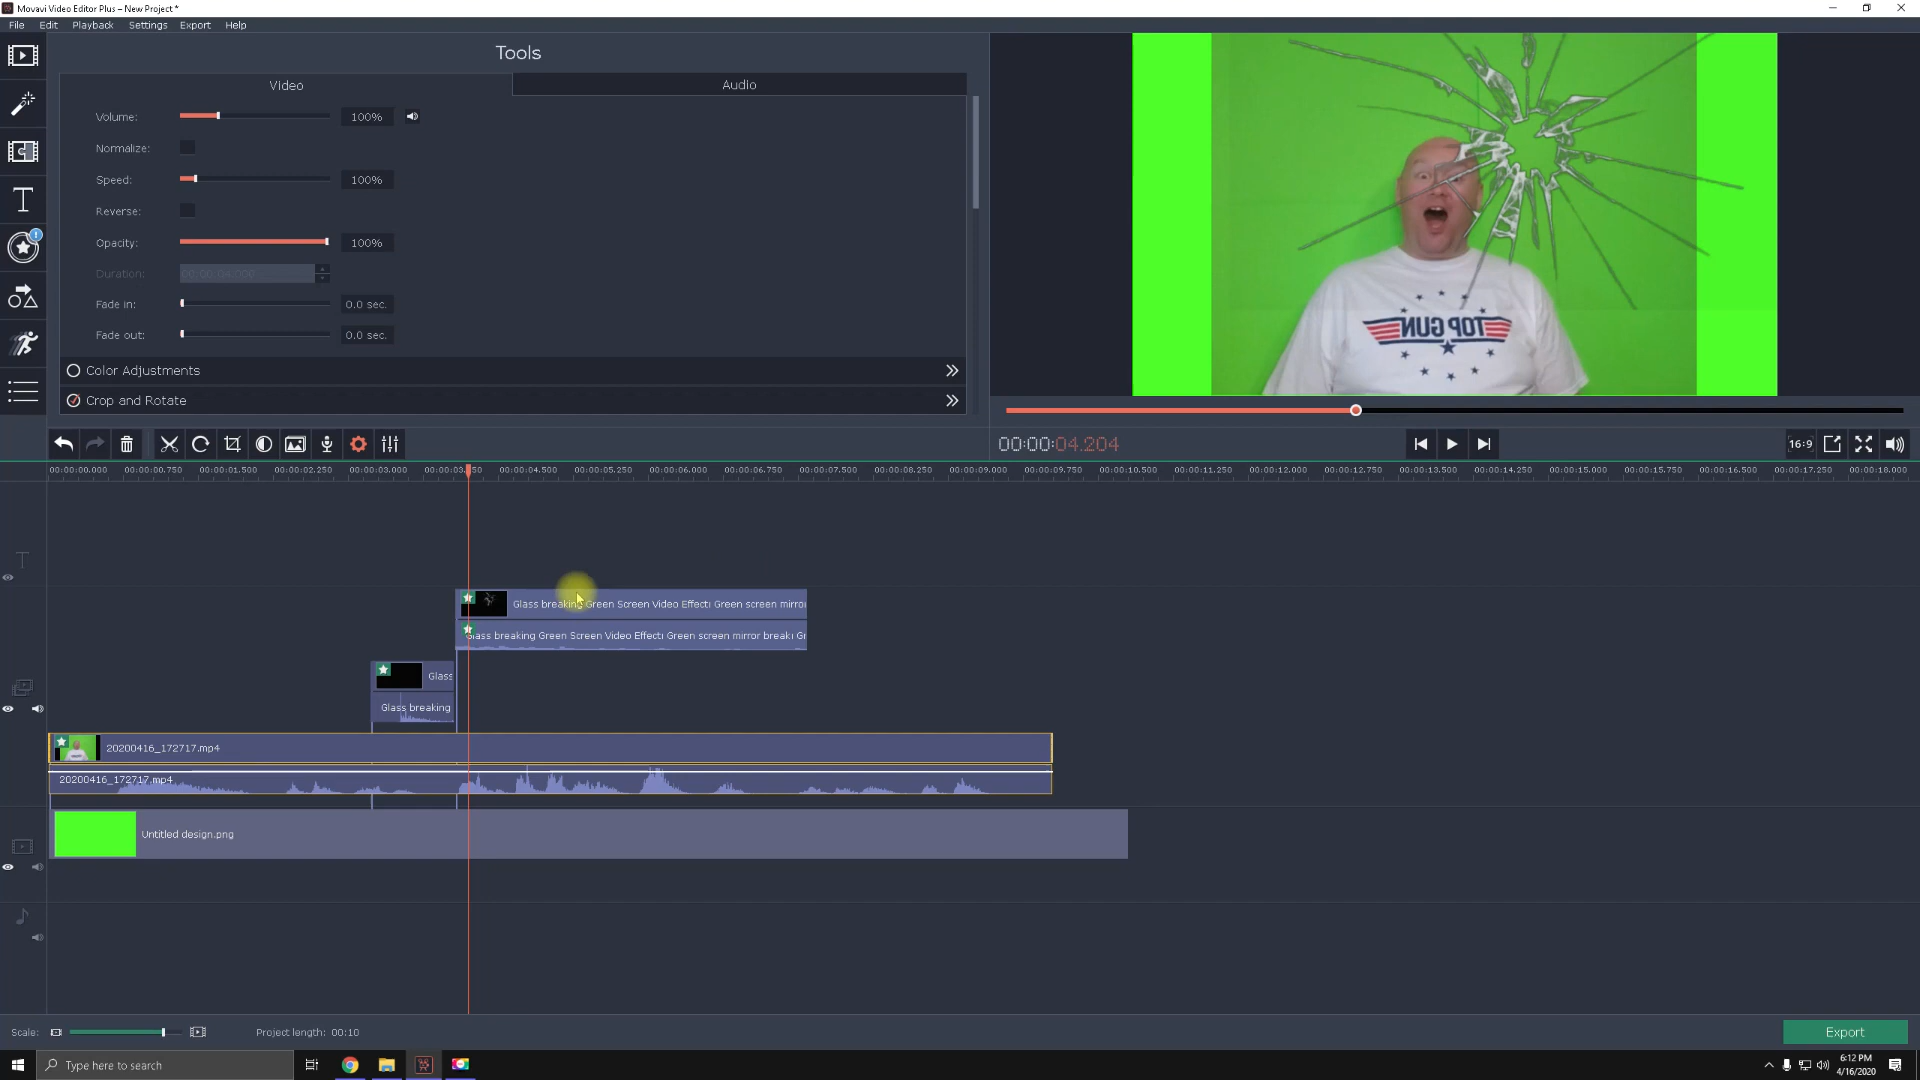 Movavi Video Editor Plus – New Project *
File Edit Playback Settings Export Help
Tools
Video Audio
Volume: 100%
Normalize:
Speed: 100%
Reverse:
Opacity: 100%
Duration: 00:00:04.000
Fade in: 0.0 sec.
Fade out: 0.0 sec.
Color Adjustments
Crop and Rotate
TOP GUN
00:00:04.204
16:9
00:00:00.000 00:00:00.750 00:00:01.500 00:00:02.250 00:00:03.000 00:00:03.750 00:00:04.500 00:00:05.250 00:00:06.000 00:00:06.750 00:00:07.500 00:00:08.250 00:00:09.000 00:00:09.750 00:00:10.500 00:00:11.250 00:00:12.000 00:00:12.750 00:00:13.500 00:00:14.250 00:00:15.000 00:00:15.750 00:00:16.500 00:00:17.250 00:00:18.000
Glass breaking Green Screen Video Effectı Green screen mirro
Glass breaking Green Screen Video Effectı Green screen mirror breakı Gr
Glass
Glass breaking
20200416_172717.mp4
20200416_172717.mp4
Untitled design.png
Scale:
Project length: 00:10
Export
Type here to search
6:12 PM
4/16/2020